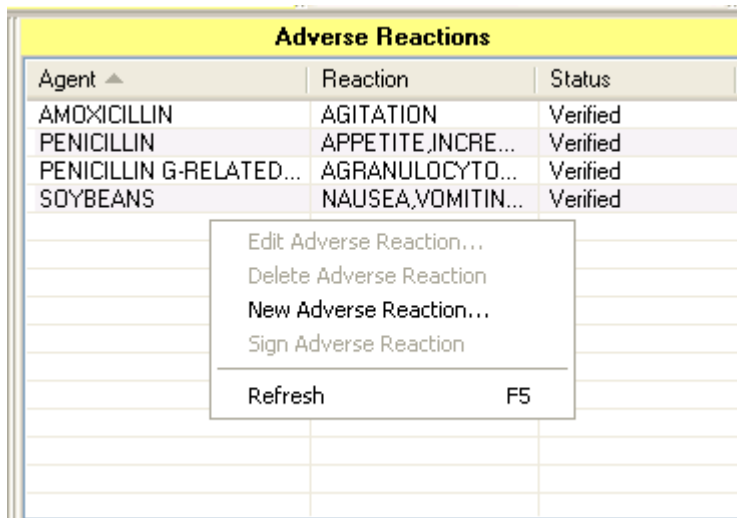 Adverse Reactions
Agent Reaction Status
AMOXICILLIN AGITATION Verified
PENICILLIN APPETITE,INCRE... Verified
PENICILLIN G-RELATED... AGRANULOCYTO... Verified
SOYBEANS NAUSEA,VOMITIN... Verified
Edit Adverse Reaction...
Delete Adverse Reaction
New Adverse Reaction...
Sign Adverse Reaction
Refresh F5